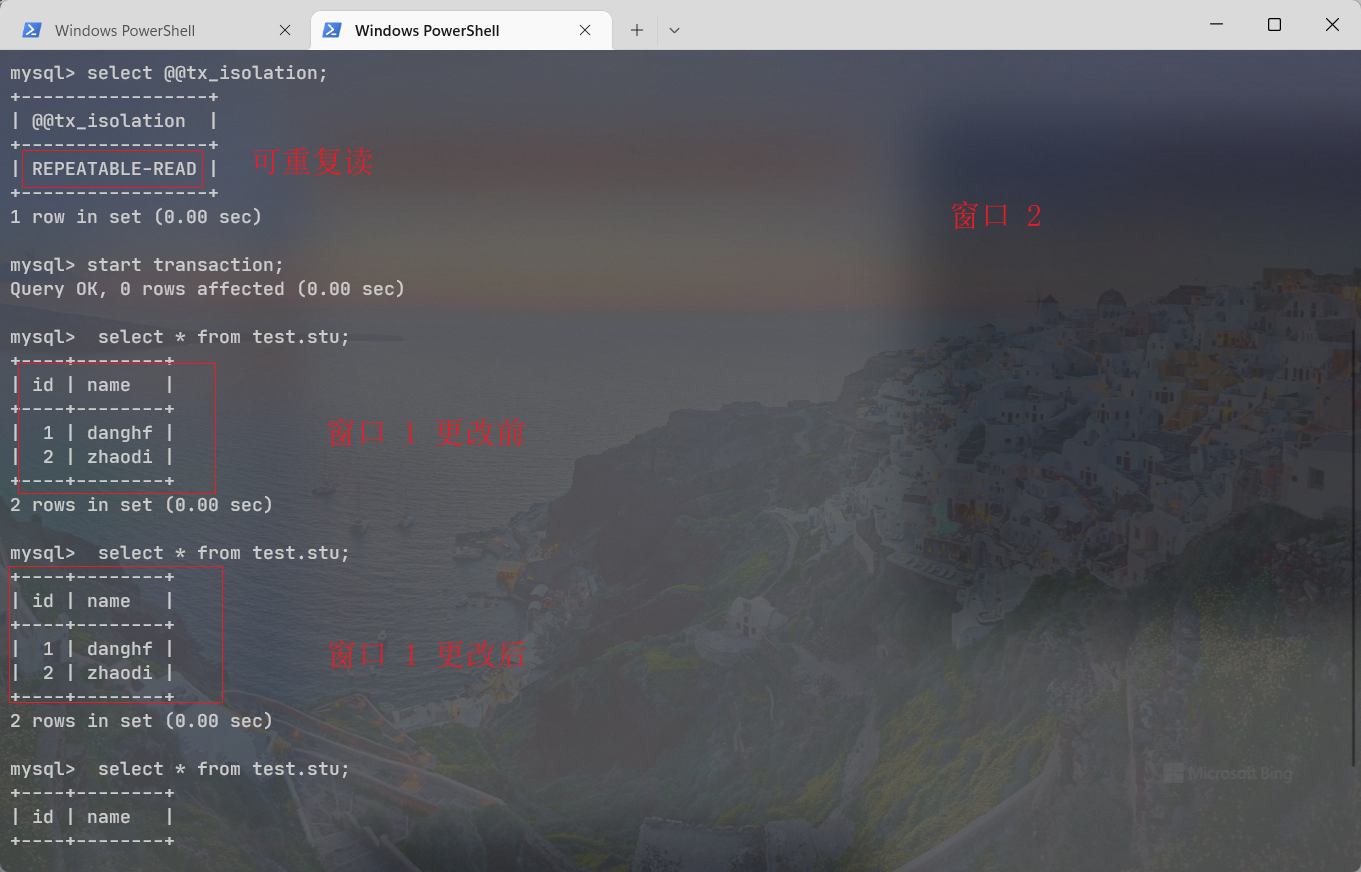 Windows PowerShell
Windows PowerShell
mysql> select @@tx_isolation;
+-----------------+
| @@tx_isolation  |
+-----------------+
| REPEATABLE-READ |
可重复读
+-----------------+
1 row in set (0.00 sec)
窗口 2
mysql> start transaction;
Query OK, 0 rows affected (0.00 sec)
mysql>  select * from test.stu;
+----+--------+
| id | name   |
+----+--------+
|  1 | danghf |
窗口 1 更改前
|  2 | zhaodi |
+----+--------+
2 rows in set (0.00 sec)
mysql>  select * from test.stu;
+----+--------+
| id | name   |
+----+--------+
|  1 | danghf |
窗口 1 更改后
|  2 | zhaodi |
+----+--------+
2 rows in set (0.00 sec)
mysql>  select * from test.stu;
Microsoft Bing
+----+--------+
| id | name   |
+----+--------+